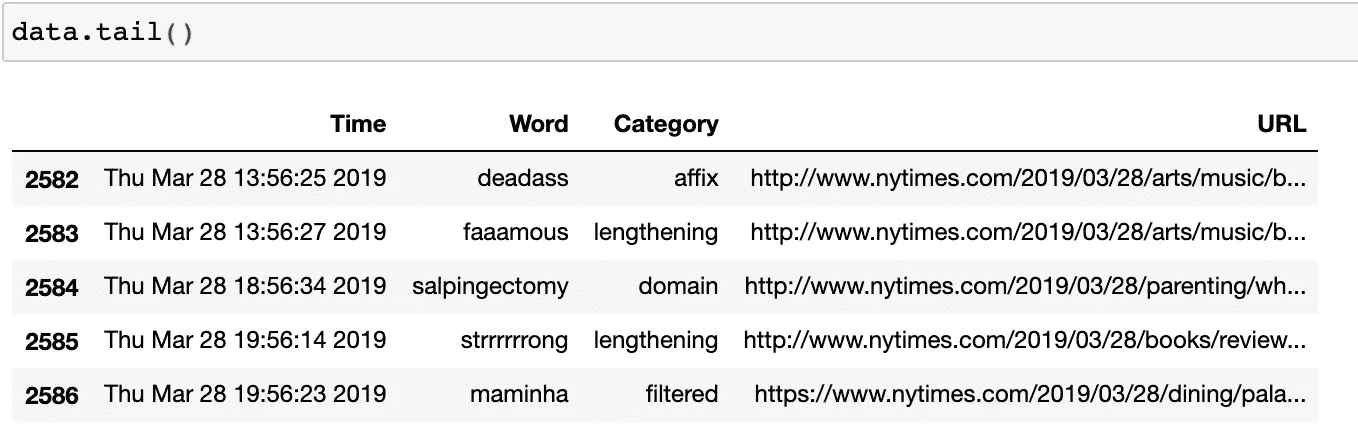 data.tail()
Time Word Category URL
2582 Thu Mar 28 13:56:25 2019 deadass affix http://www.nytimes.com/2019/03/28/arts/music/b...
2583 Thu Mar 28 13:56:27 2019 faaamous lengthening http://www.nytimes.com/2019/03/28/arts/music/b...
2584 Thu Mar 28 18:56:34 2019 salpingectomy domain http://www.nytimes.com/2019/03/28/parenting/wh...
2585 Thu Mar 28 19:56:14 2019 strrrrrrong lengthening http://www.nytimes.com/2019/03/28/books/review...
2586 Thu Mar 28 19:56:23 2019 maminha filtered https://www.nytimes.com/2019/03/28/dining/pala...